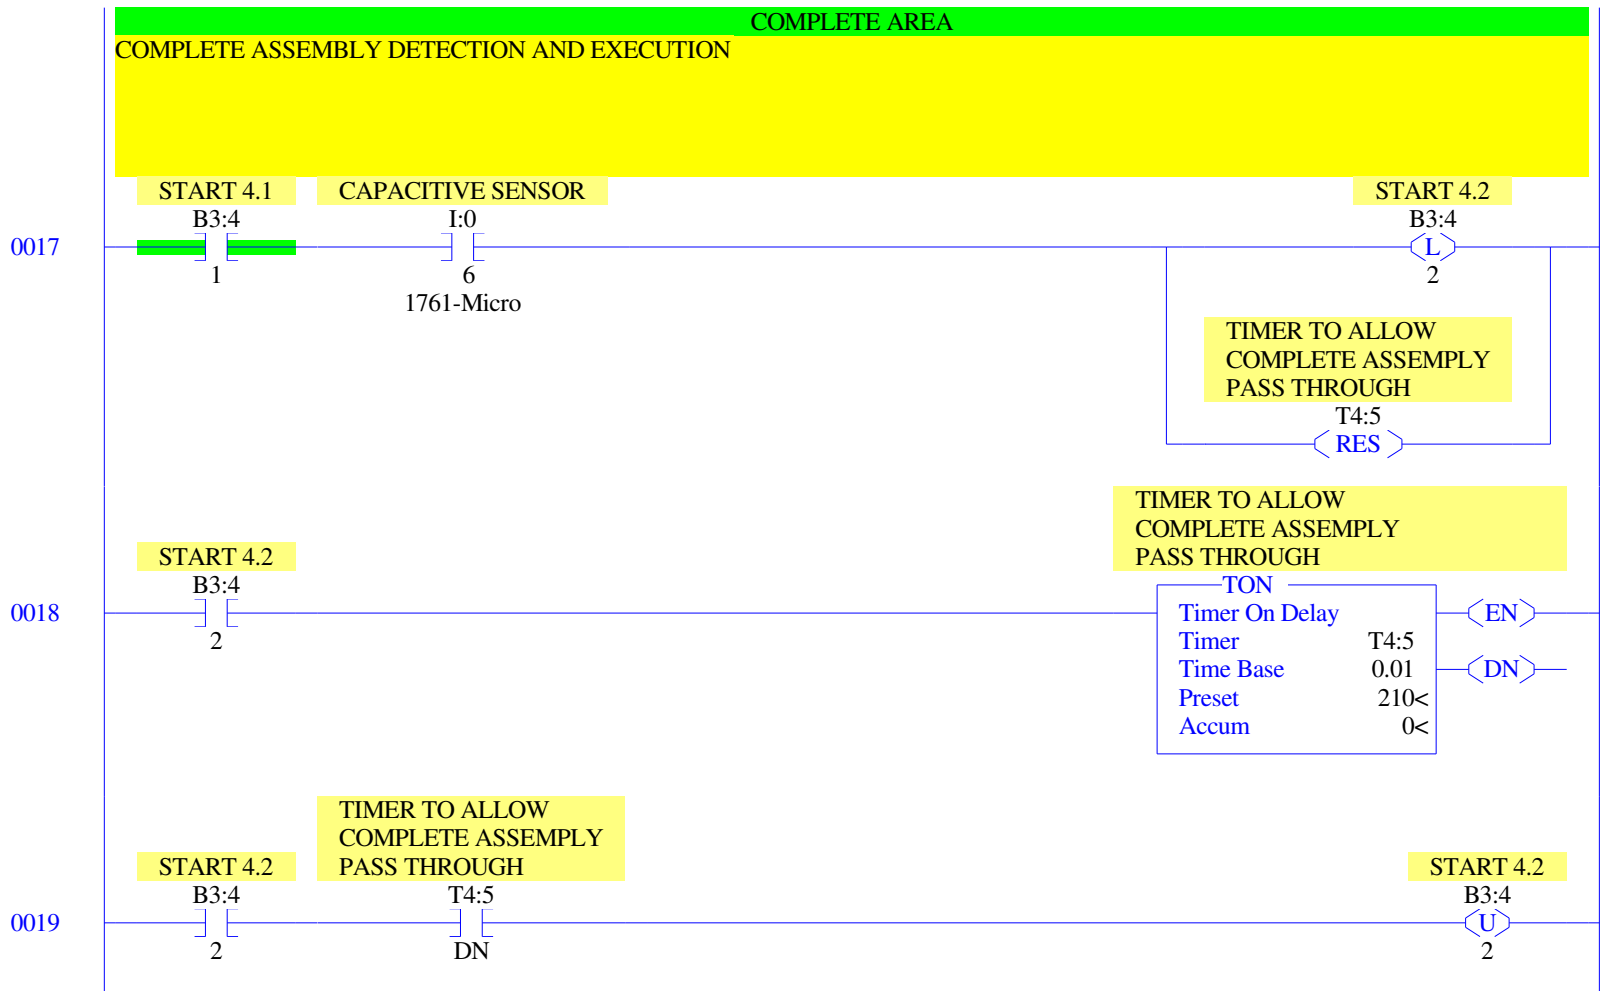 COMPLETE AREA
COMPLETE ASSEMBLY DETECTION AND EXECUTION
START 4.1
B3:4
1
CAPACITIVE SENSOR
I:0
6
1761-Micro
START 4.2
B3:4
L
2
0017
TIMER TO ALLOW
COMPLETE ASSEMPLY
PASS THROUGH
T4:5
RES
TIMER TO ALLOW
COMPLETE ASSEMPLY
PASS THROUGH
START 4.2
B3:4
2
0018
TON
Timer On Delay
Timer T4:5
Time Base 0.01
Preset 210<
Accum 0<
EN
DN
START 4.2
B3:4
2
TIMER TO ALLOW
COMPLETE ASSEMPLY
PASS THROUGH
T4:5
DN
START 4.2
B3:4
U
2
0019